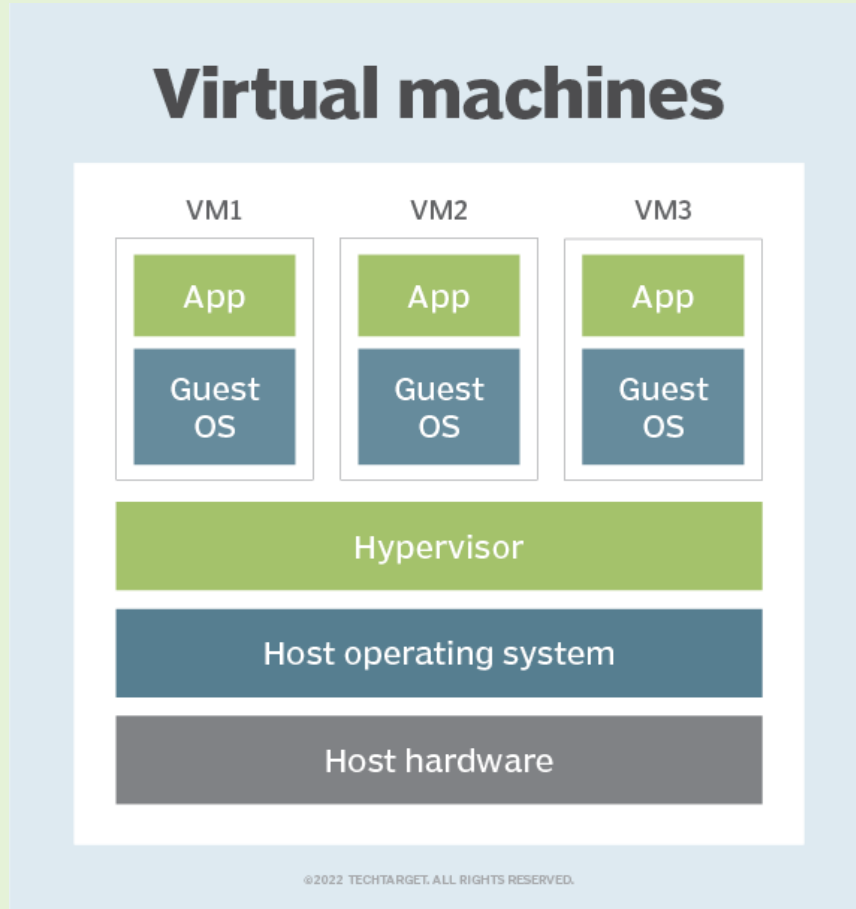 Virtual machines
VM1 VM2 VM3
App App App
Guest Guest Guest
OS OS OS
Hypervisor
Host operating system
Host hardware
©2022 TECHTARGET. ALL RIGHTS RESERVED.